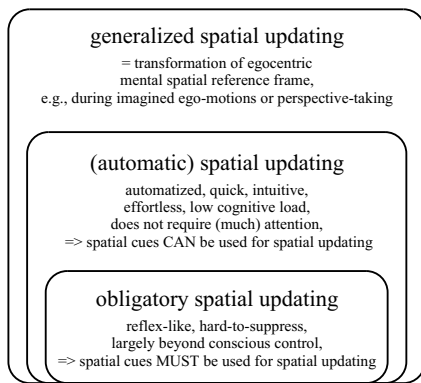 generalized spatial updating
= transformation of egocentric
mental spatial reference frame,
e.g., during imagined ego-motions or perspective-taking
(automatic) spatial updating
automatized, quick, intuitive,
effortless, low cognitive load,
does not require (much) attention,
=> spatial cues CAN be used for spatial updating
obligatory spatial updating
reflex-like, hard-to-suppress,
largely beyond conscious control,
=> spatial cues MUST be used for spatial updating